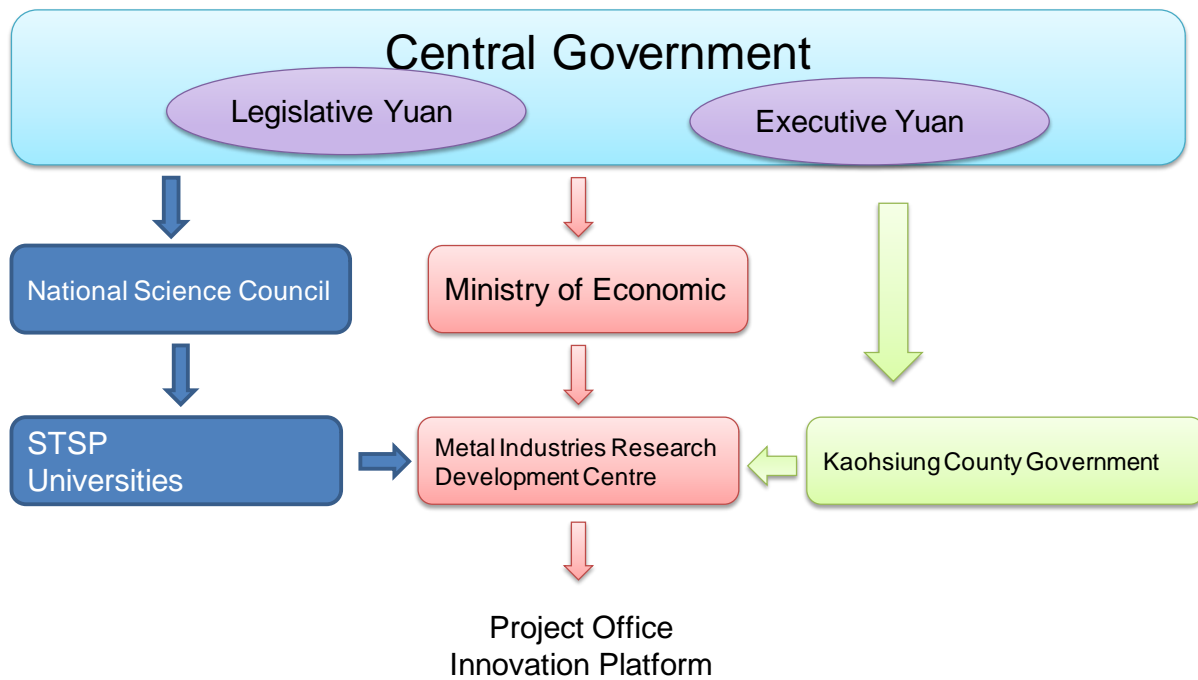 Central Government
Legislative Yuan
Executive Yuan
National Science Council
Ministry of Economic
STSP
Universities
Metal Industries Research
Development Centre
Kaohsiung County Government
Project Office
Innovation Platform